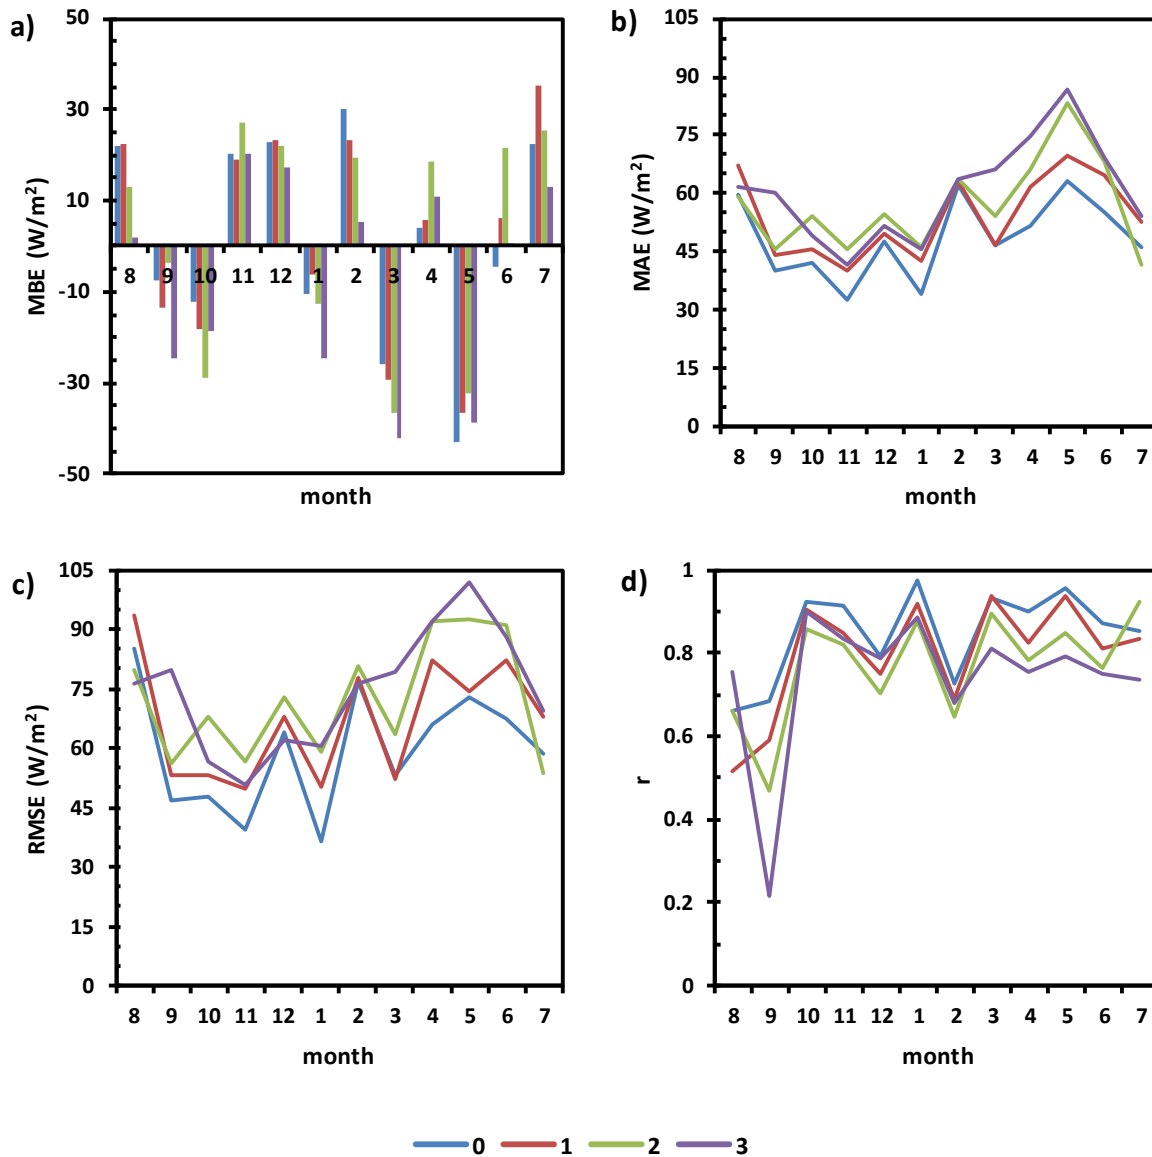 a)
50
30
10
-10
-30
-50
MBE (W/m²)
8 9 10 11 12 1 2 3 4 5 6 7
month
b)
105
90
75
60
45
30
15
0
MAE (W/m²)
8 9 10 11 12 1 2 3 4 5 6 7
month
c)
105
90
75
60
45
30
15
0
RMSE (W/m²)
8 9 10 11 12 1 2 3 4 5 6 7
month
d)
1
0.8
0.6
0.4
0.2
0
r
8 9 10 11 12 1 2 3 4 5 6 7
month
0 1 2 3